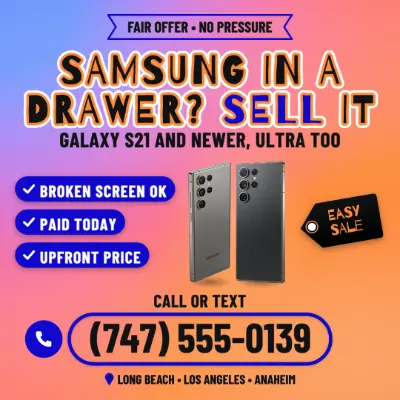 FAIR OFFER • NO PRESSURE
SAMSUNG IN A
DRAWER? SELL IT
GALAXY S21 AND NEWER, ULTRA TOO
BROKEN SCREEN OK
PAID TODAY
UPFRONT PRICE
EASY
SALE
CALL OR TEXT
(747) 555-0139
LONG BEACH • LOS ANGELES • ANAHEIM